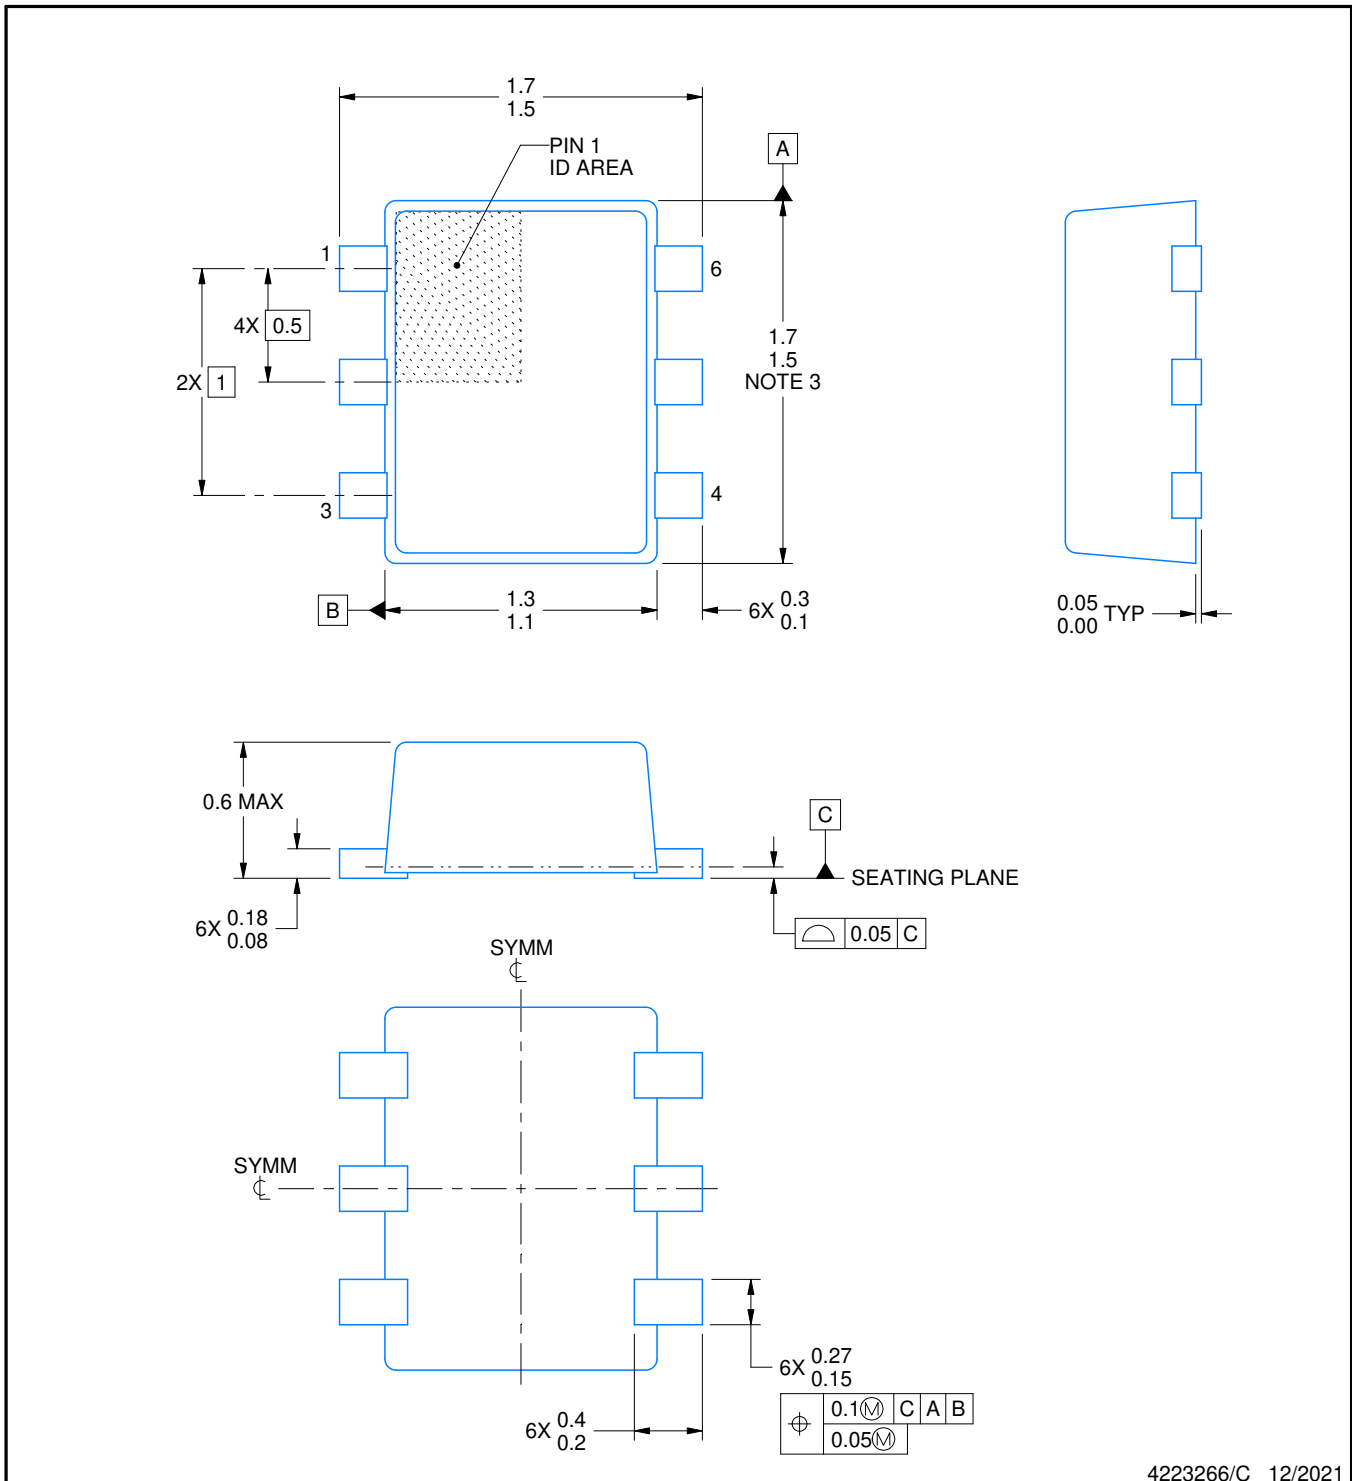 1.7
1.5
PIN 1
ID AREA
A
1
6
4X 0.5
1.7
1.5
NOTE 3
2X 1
3
4
B
1.3
1.1
6X 0.3
0.1
0.05
0.00 TYP
0.6 MAX
C
SEATING PLANE
6X 0.18
0.08
0.05 C
SYMM
SYMM
6X 0.27
0.15
0.1Ⓜ C A B
0.05Ⓜ
6X 0.4
0.2
4223266/C 12/2021